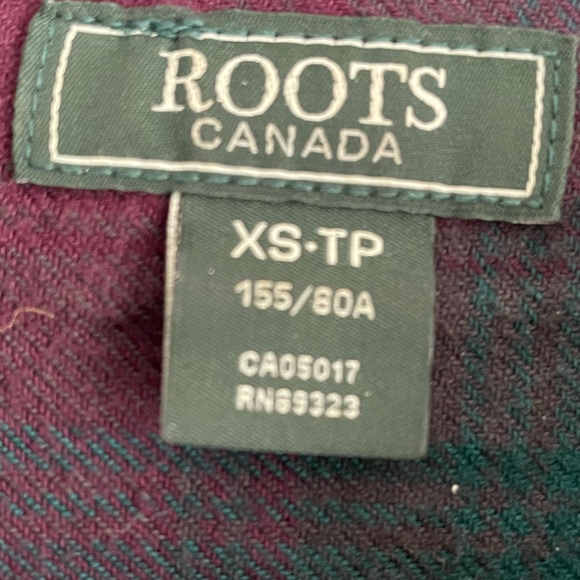 ROOTS
CANADA
XS·TP
155/80A
CA05017
RN69323